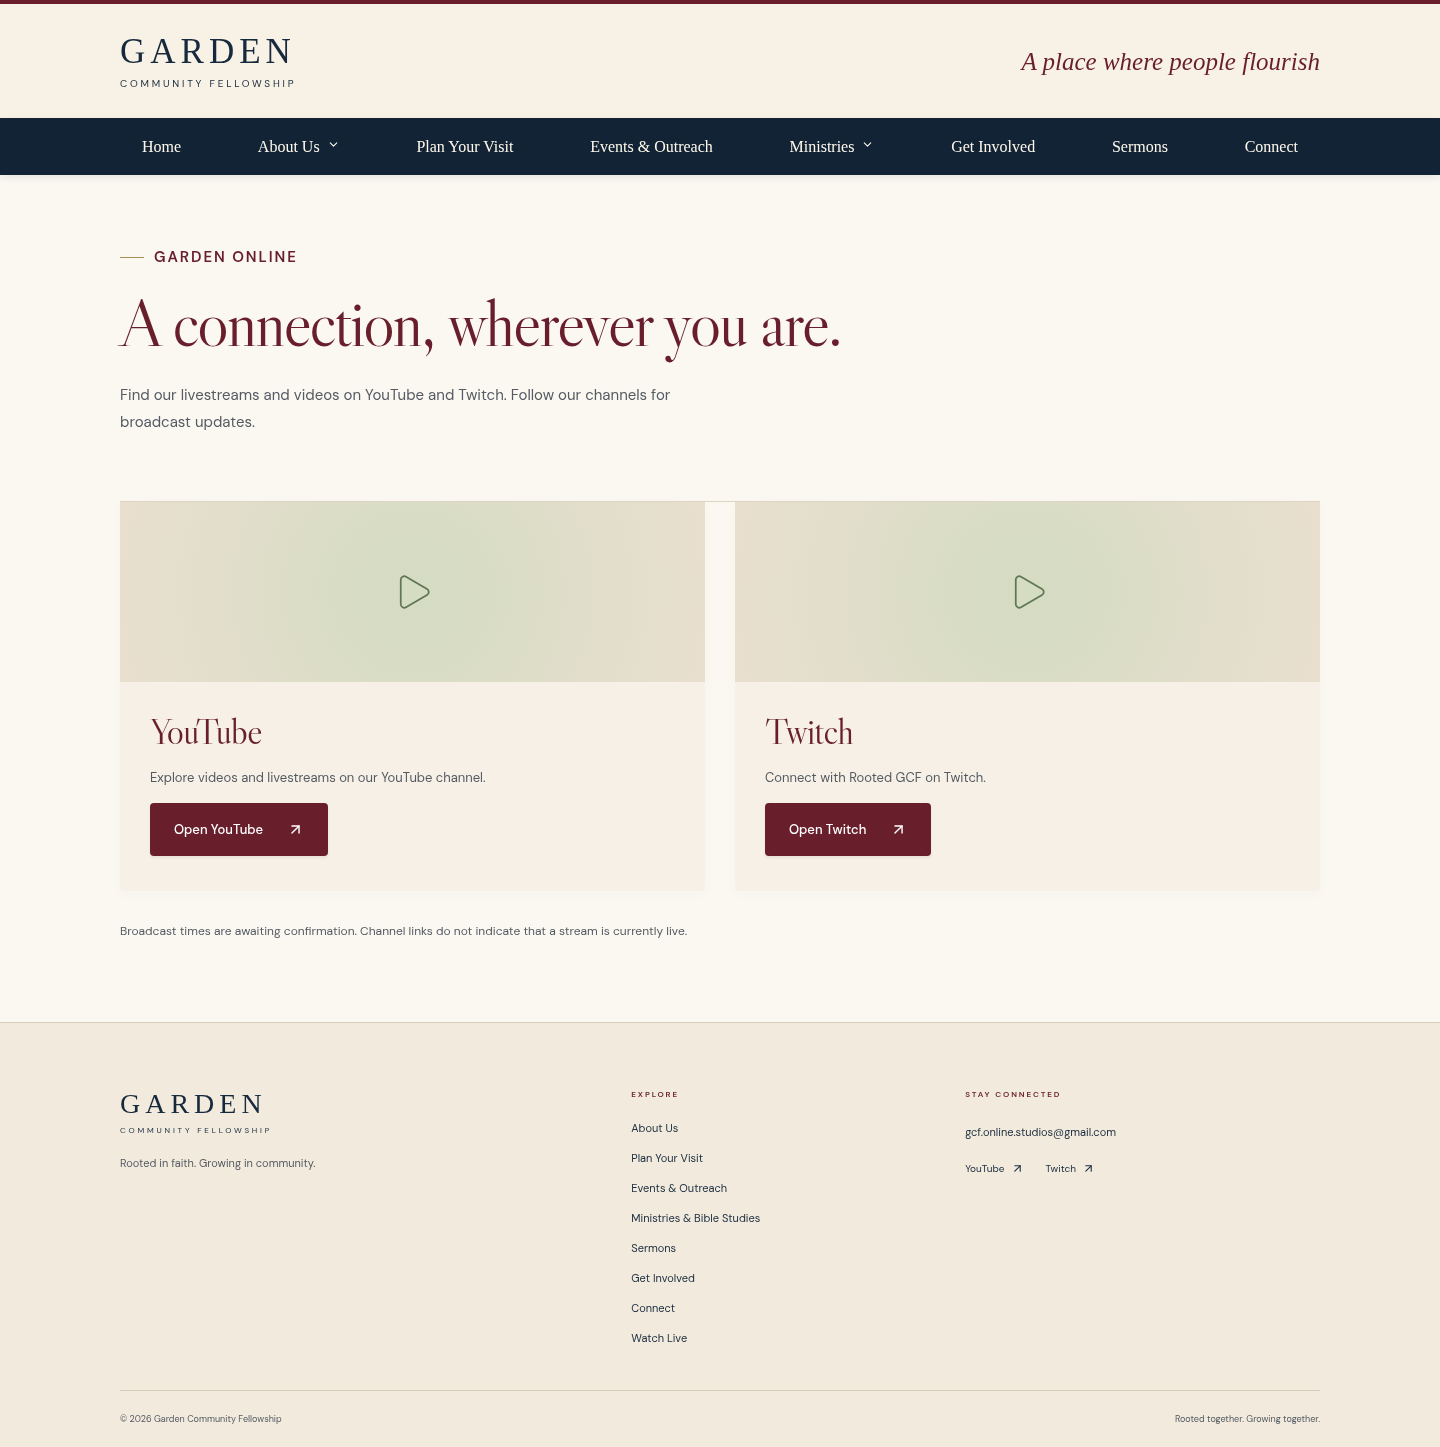 GARDEN
COMMUNITY FELLOWSHIP
A place where people flourish
Home
About Us
Plan Your Visit
Events & Outreach
Ministries
Get Involved
Sermons
Connect
GARDEN ONLINE
A connection, wherever you are.
Find our livestreams and videos on YouTube and Twitch. Follow our channels for
broadcast updates.
YouTube
Explore videos and livestreams on our YouTube channel.
Open YouTube
Twitch
Connect with Rooted GCF on Twitch.
Open Twitch
Broadcast times are awaiting confirmation. Channel links do not indicate that a stream is currently live.
GARDEN
COMMUNITY FELLOWSHIP
Rooted in faith. Growing in community.
EXPLORE
About Us
Plan Your Visit
Events & Outreach
Ministries & Bible Studies
Sermons
Get Involved
Connect
Watch Live
STAY CONNECTED
gcf.online.studios@gmail.com
YouTube
Twitch
© 2026 Garden Community Fellowship
Rooted together. Growing together.